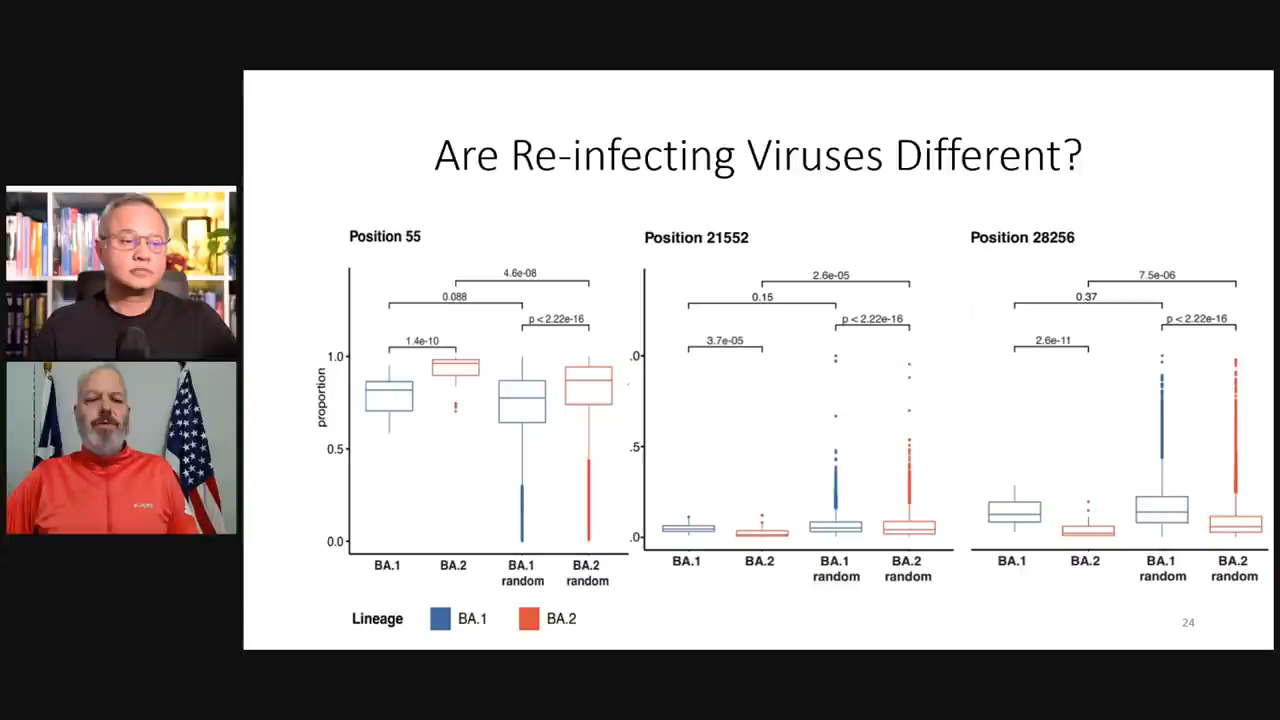 Are Re-infecting Viruses Different?
Position 55
4.6e-08
0.088
p < 2.22e-16
1.4e-10
1.0
0.5
0.0
proportion
BA.1
BA.2
BA.1 random
BA.2 random
Position 21552
2.6e-05
0.15
p < 2.22e-16
3.7e-05
.0
.5
.0
BA.1
BA.2
BA.1 random
BA.2 random
Position 28256
7.5e-06
0.37
p < 2.22e-16
2.6e-11
BA.1
BA.2
BA.1 random
BA.2 random
Lineage BA.1 BA.2
24